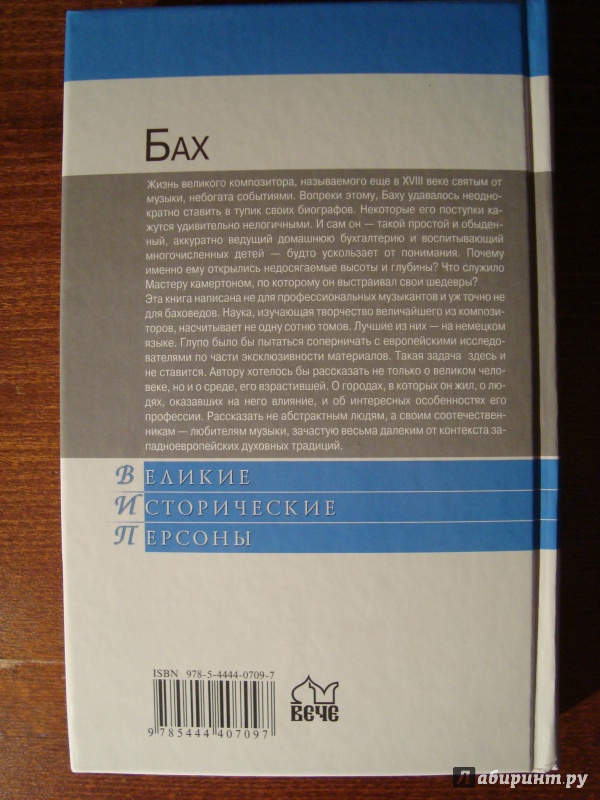 БАХ
Жизнь великого композитора, называемого еще в XVIII веке святым от
музыки, небогата событиями. Вопреки этому, Баху удавалось неодно-
кратно ставить в тупик своих биографов. Некоторые его поступки ка-
жутся удивительно нелогичными. И сам он — такой простой и обыден-
ный, аккуратно ведущий домашнюю бухгалтерию и воспитывающий
многочисленных детей — будто ускользает от понимания. Почему
именно ему открылись недосягаемые высоты и глубины? Что служило
Мастеру камертоном, по которому он выстраивал свои шедевры?
Эта книга написана не для профессиональных музыкантов и уж точно не
для баховедов. Наука, изучающая творчество величайшего из компози-
торов, насчитывает не одну сотню томов. Лучшие из них — на немецком
языке. Глупо было бы пытаться соперничать с европейскими исследо-
вателями по части эксклюзивности материалов. Такая задача здесь и
не ставится. Автору хотелось бы рассказать не только о великом чело-
веке, но и о среде, его взрастившей. О городах, в которых он жил, о лю-
дях, оказавших на него влияние, и об интересных особенностях его
профессии. Рассказать не абстрактным людям, а своим соотечествен-
никам — любителям музыки, зачастую весьма далеким от контекста за-
падноевропейских духовных традиций.
ВЕЛИКИЕ
ИСТОРИЧЕСКИЕ
ПЕРСОНЫ
ISBN 978-5-4444-0709-7
9 785444 407097
ВЕЧЕ
Лабиринт.ру